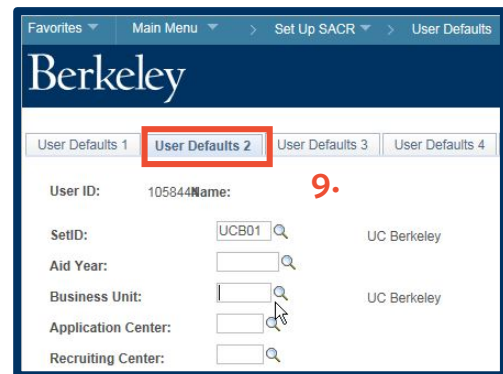 Favorites Main Menu > Set Up SACR > User Defaults
Berkeley
User Defaults 1 User Defaults 2 User Defaults 3 User Defaults 4
User ID: 105844 Name:
9.
SetID: UCB01 UC Berkeley
Aid Year:
Business Unit: UC Berkeley
Application Center:
Recruiting Center: